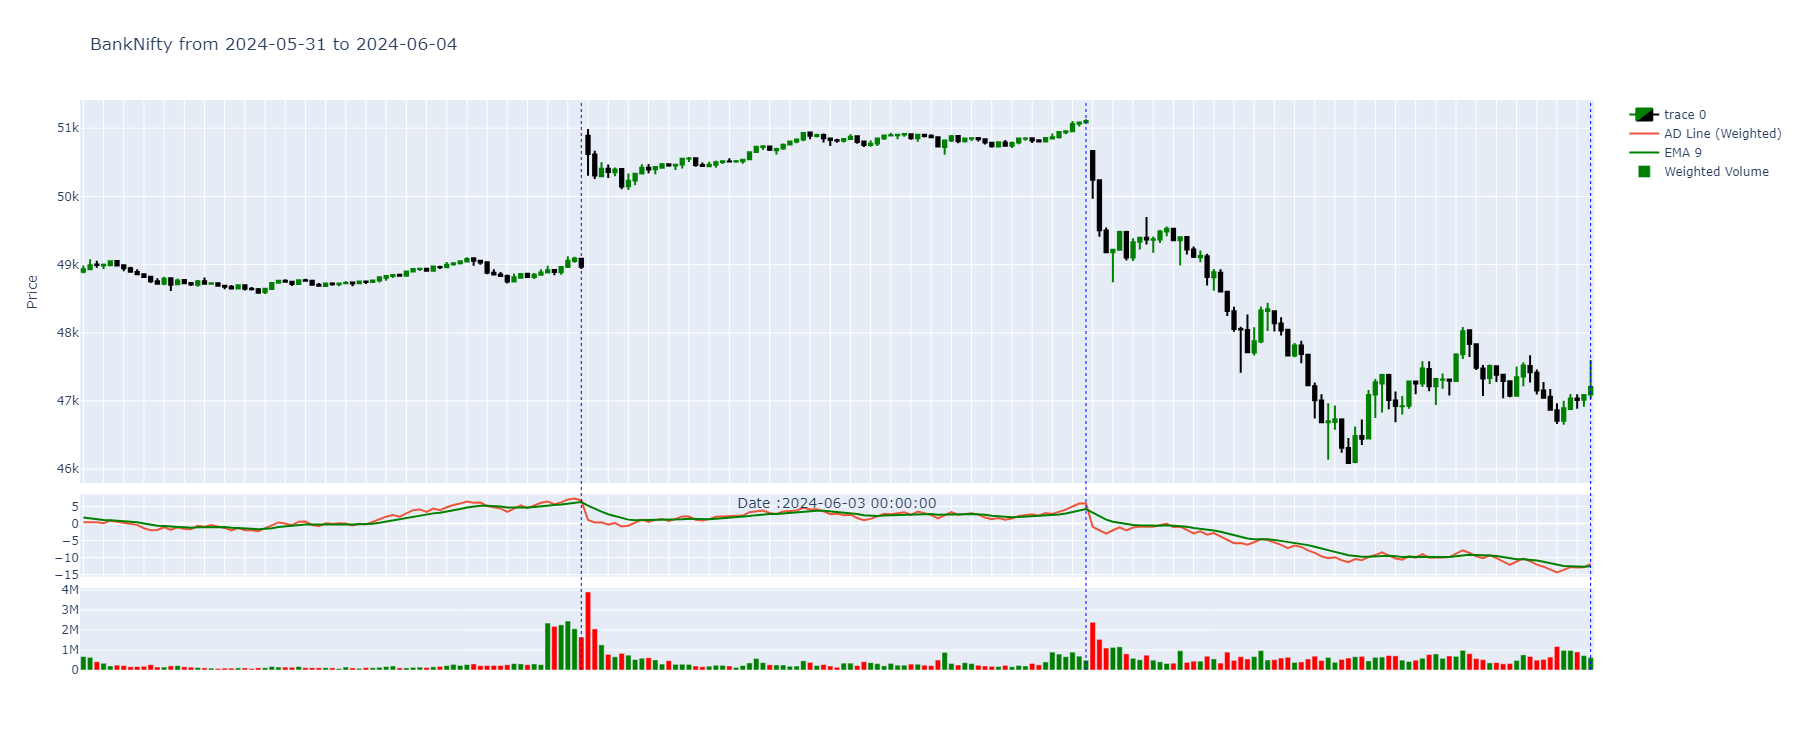 BankNifty from 2024-05-31 to 2024-06-04
51k
50k
49k
48k
47k
46k
Price
trace 0
AD Line (Weighted)
EMA 9
Weighted Volume
Date :2024-06-03 00:00:00
5
0
−5
−10
−15
4M
3M
2M
1M
0